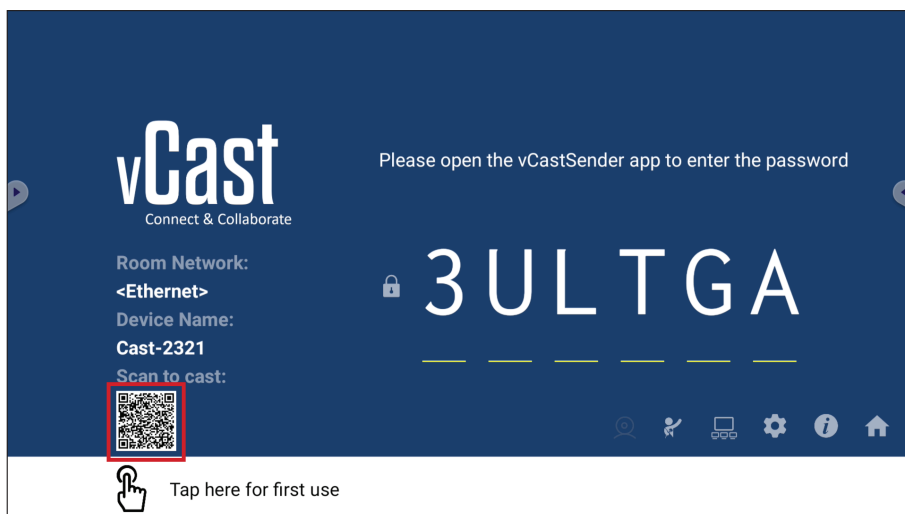 vCast
Connect & Collaborate
Please open the vCastSender app to enter the password
Room Network:
<Ethernet>
Device Name:
Cast-2321
Scan to cast:
3ULTGA
Tap here for first use